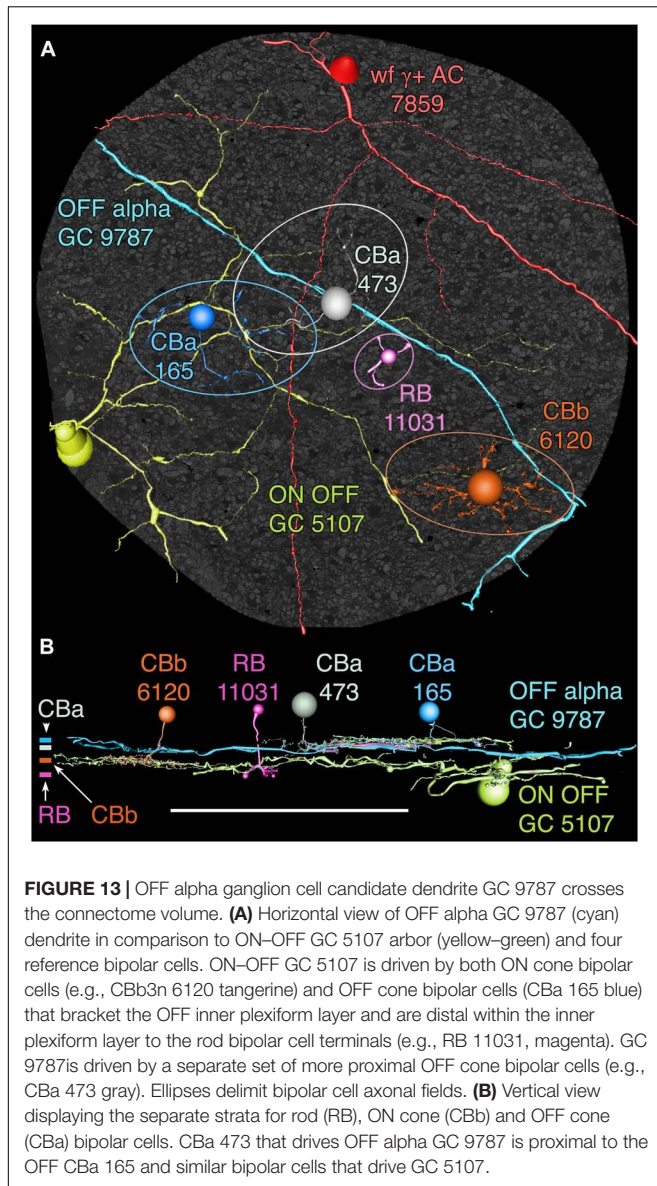 A
wf γ+ AC
7859
OFF alpha
GC 9787
CBa
473
CBa
165
RB
11031
CBb
6120
ON OFF
GC 5107
B
CBb
6120
RB
11031
CBa
473
CBa
165
OFF alpha
GC 9787
CBa
RB
CBb
ON OFF
GC 5107
FIGURE 13 | OFF alpha ganglion cell candidate dendrite GC 9787 crosses
the connectome volume. (A) Horizontal view of OFF alpha GC 9787 (cyan)
dendrite in comparison to ON–OFF GC 5107 arbor (yellow–green) and four
reference bipolar cells. ON–OFF GC 5107 is driven by both ON cone bipolar
cells (e.g., CBb3n 6120 tangerine) and OFF cone bipolar cells (CBa 165 blue)
that bracket the OFF inner plexiform layer and are distal within the inner
plexiform layer to the rod bipolar cell terminals (e.g., RB 11031, magenta). GC
9787is driven by a separate set of more proximal OFF cone bipolar cells (e.g.,
CBa 473 gray). Ellipses delimit bipolar cell axonal fields. (B) Vertical view
displaying the separate strata for rod (RB), ON cone (CBb) and OFF cone
(CBa) bipolar cells. CBa 473 that drives OFF alpha GC 9787 is proximal to the
OFF CBa 165 and similar bipolar cells that drive GC 5107.